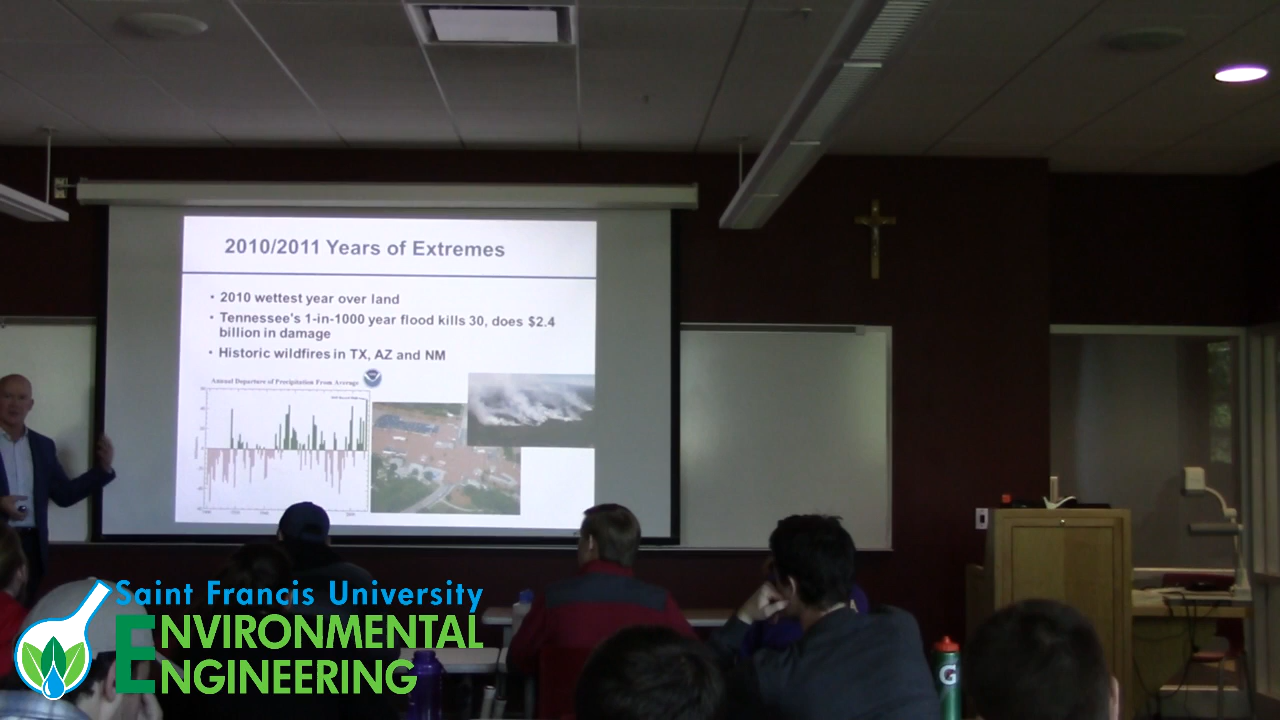 2010/2011 Years of Extremes
• 2010 wettest year over land
• Tennessee's 1-in-1000 year flood kills 30, does $2.4
billion in damage
• Historic wildfires in TX, AZ and NM
Annual Departure of Precipitation From Average
Saint Francis University
ENVIRONMENTAL
ENGINEERING
G